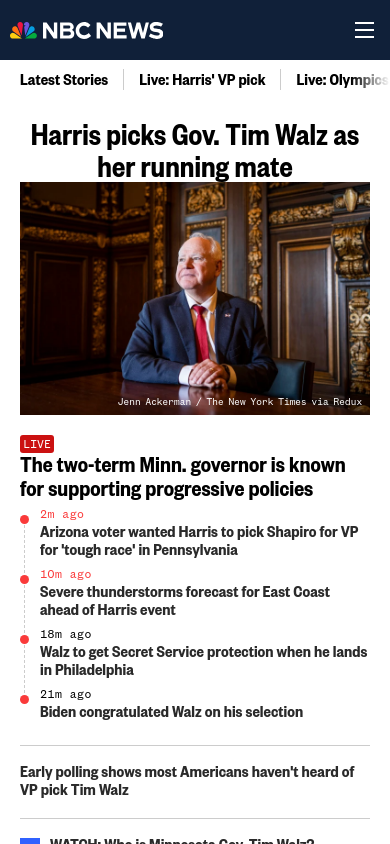 NBC NEWS
Latest Stories
Live: Harris' VP pick
Live: Olympics
Harris picks Gov. Tim Walz as
her running mate
Jenn Ackerman / The New York Times via Redux
LIVE
The two-term Minn. governor is known
for supporting progressive policies
2m ago
Arizona voter wanted Harris to pick Shapiro for VP
for 'tough race' in Pennsylvania
10m ago
Severe thunderstorms forecast for East Coast
ahead of Harris event
18m ago
Walz to get Secret Service protection when he lands
in Philadelphia
21m ago
Biden congratulated Walz on his selection
Early polling shows most Americans haven't heard of
VP pick Tim Walz
WATCH: Who is Minnesota Gov. Tim Walz?